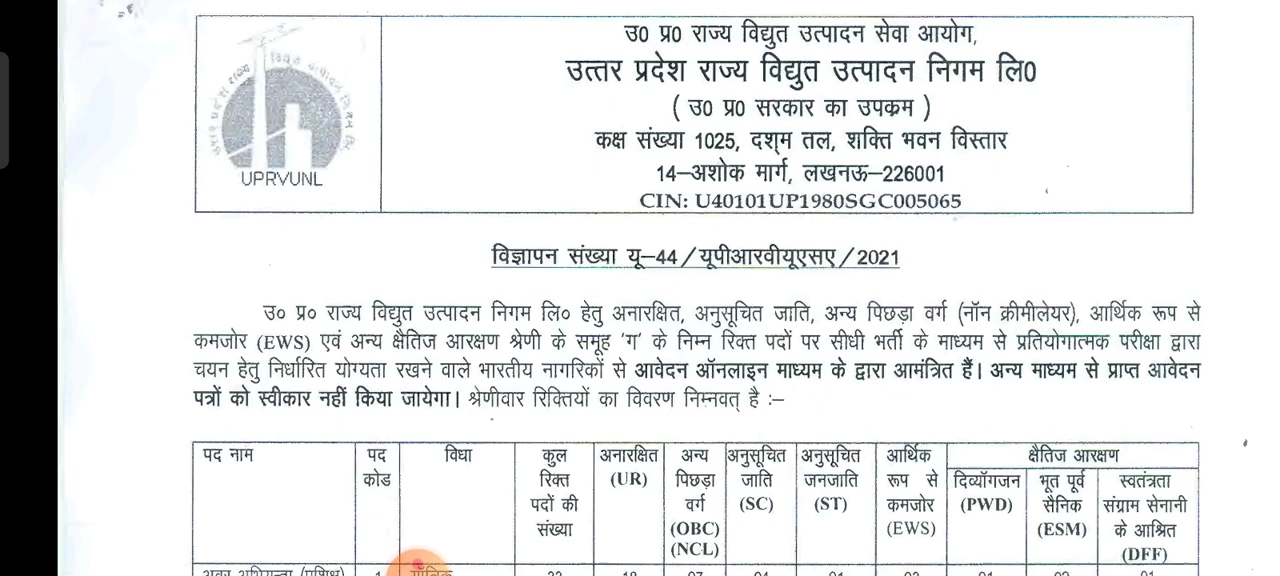 उ0 प्र0 राज्य विद्युत उत्पादन सेवा आयोग,
उत्तर प्रदेश राज्य विद्युत उत्पादन निगम लि0
( उ0 प्र0 सरकार का उपक्रम )
कक्ष संख्या 1025, दश्म तल, शक्ति भवन विस्तार
14–अशोक मार्ग, लखनऊ–226001
CIN: U40101UP1980SGC005065
UPRVUNL
विज्ञापन संख्या यू–44/यूपीआरवीयूएसए/2021
उ० प्र० राज्य विद्युत उत्पादन निगम लि० हेतु अनारक्षित, अनुसूचित जाति, अन्य पिछड़ा वर्ग (नॉन क्रीमीलेयर), आर्थिक रूप से
कमजोर (EWS) एवं अन्य क्षैतिज आरक्षण श्रेणी के समूह 'ग' के निम्न रिक्त पदों पर सीधी भर्ती के माध्यम से प्रतियोगात्मक परीक्षा द्वारा
चयन हेतु निर्धारित योग्यता रखने वाले भारतीय नागरिकों से आवेदन ऑनलाइन माध्यम के द्वारा आमंत्रित हैं। अन्य माध्यम से प्राप्त आवेदन
पत्रों को स्वीकार नहीं किया जायेगा। श्रेणीवार रिक्तियों का विवरण निम्नवत् है :–
पद नाम
पद
कोड
विधा
कुल
रिक्त
पदों की
संख्या
अनारक्षित
(UR)
अन्य
पिछड़ा
वर्ग
(OBC)
(NCL)
अनुसूचित
जाति
(SC)
अनुसूचित
जनजाति
(ST)
आर्थिक
रूप से
कमजोर
(EWS)
क्षैतिज आरक्षण
दिव्यॉगजन
(PWD)
भूत पूर्व
सैनिक
(ESM)
स्वतंत्रता
संग्राम सेनानी
के आश्रित
(DFF)